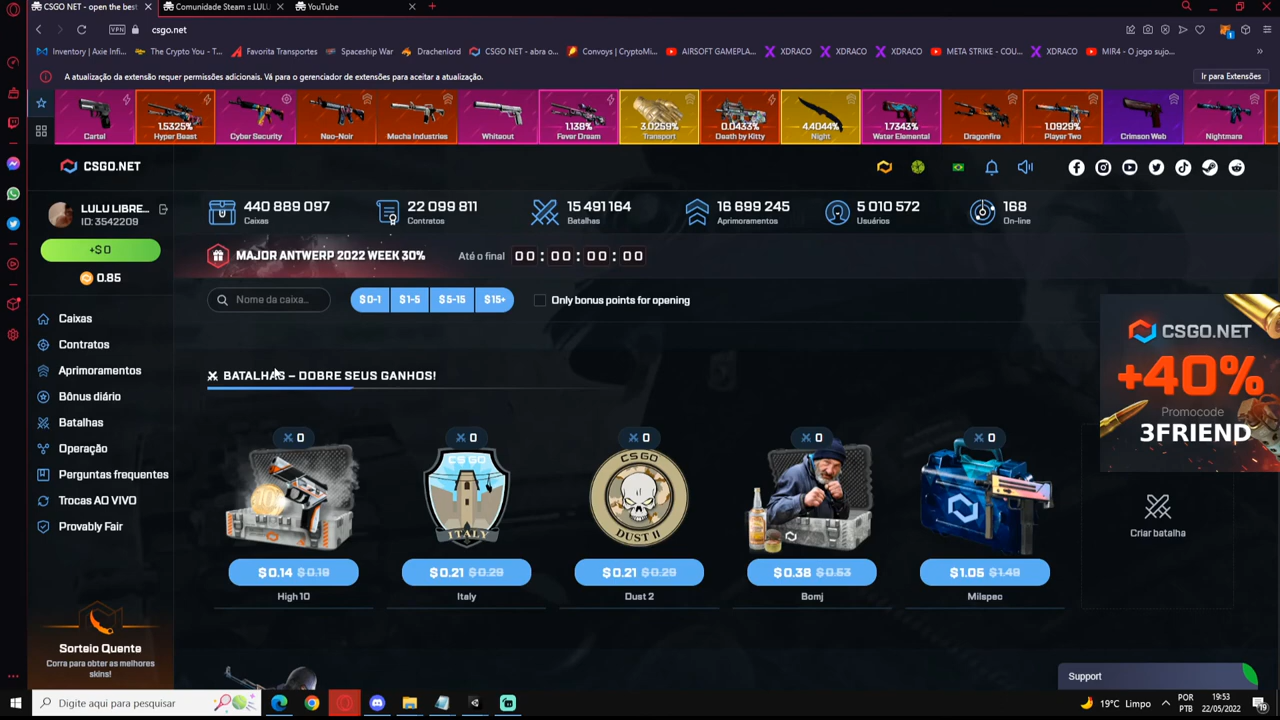 CSGO NET - open the best
Comunidade Steam :: LULU
YouTube
VPN
csgo.net
Inventory | Axie Infi...
The Crypto You - T...
Favorita Transportes
Spaceship War
Drachenlord
CSGO NET - abra o...
Convoys | CryptoMi...
AIRSOFT GAMEPLA...
XDRACO
XDRACO
XDRACO
META STRIKE - COU...
XDRACO
MIR4 - O jogo sujo...
A atualização da extensão requer permissões adicionais. Vá para o gerenciador de extensões para aceitar a atualização.
Ir para Extensões
Cartel
1.5325%
Hyper Beast
Cyber Security
Neo-Noir
Mecha Industries
Whiteout
1.138%
Fever Dream
3.0259%
Transport
0.0433%
Death by Kitty
4.4044%
Night
1.7343%
Water Elemental
Dragonfire
1.0929%
Player Two
Crimson Web
Nightmare
CSGO.NET
LULU LIBRE...
ID: 3542209
+$ 0
0.85
440 889 097
Caixas
22 099 811
Contratos
15 491 164
Batalhas
16 699 245
Aprimoramentos
5 010 572
Usuários
168
On-line
MAJOR ANTWERP 2022 WEEK 30%
Até o final
00 : 00 : 00 : 00
Nome da caixa...
$ 0-1
$ 1-5
$ 5-15
$ 15+
Only bonus points for opening
Caixas
Contratos
Aprimoramentos
Bônus diário
Batalhas
Operação
Perguntas frequentes
Trocas AO VIVO
Provably Fair
Sorteio Quente
Corra para obter as melhores
skins!
BATALHAS – DOBRE SEUS GANHOS!
0
0
0
0
0
10
CS GO
ITALY
CS GO
DUST II
$ 0.14 $ 0.19
High 10
$ 0.21 $ 0.29
Italy
$ 0.21 $ 0.29
Dust 2
$ 0.38 $ 0.53
Bomj
$ 1.05 $ 1.49
Milspec
CSGO.NET
+40%
Promocode
3FRIEND
Criar batalha
Support
Digite aqui para pesquisar
19°C Limpo
POR
PTB
19:53
22/05/2022
19